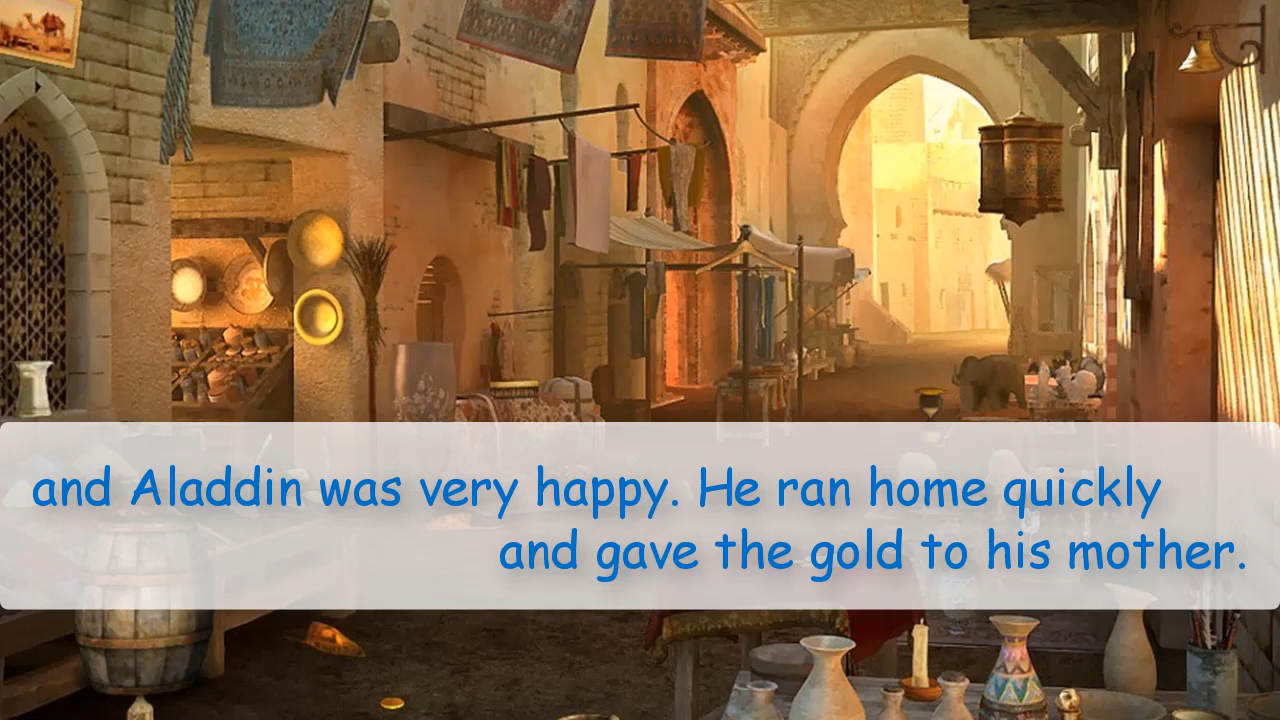 and Aladdin was very happy. He ran home quickly
and gave the gold to his mother.